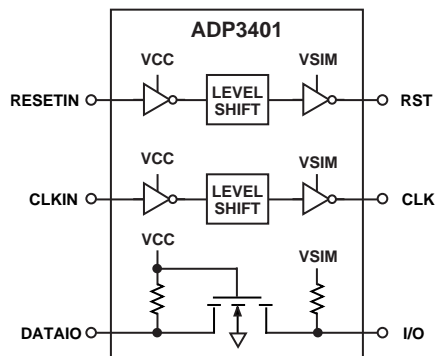 ADP3401
VCC
VSIM
RESETIN
LEVEL
SHIFT
RST
VCC
VSIM
CLKIN
LEVEL
SHIFT
CLK
VCC
VSIM
DATAIO
I/O